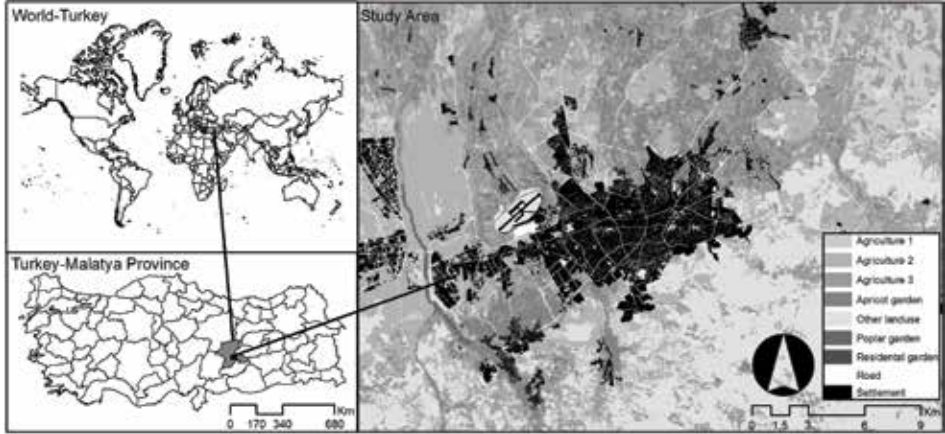 World-Turkey
Turkey-Malatya Province
Km
0 170 340 680
Study Area
Agriculture 1
Agriculture 2
Agriculture 3
Apricot garden
Other landuse
Poplar garden
Residental garden
Road
Settlement
Km
0 1.5 3 6 9